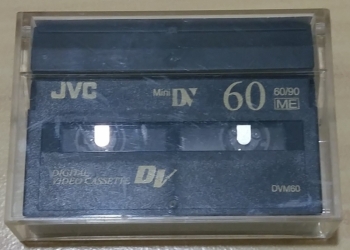 JVC
Mini DV
60
60/90
ME
DIGITAL
VIDEO CASSETTE
DV
DVM60